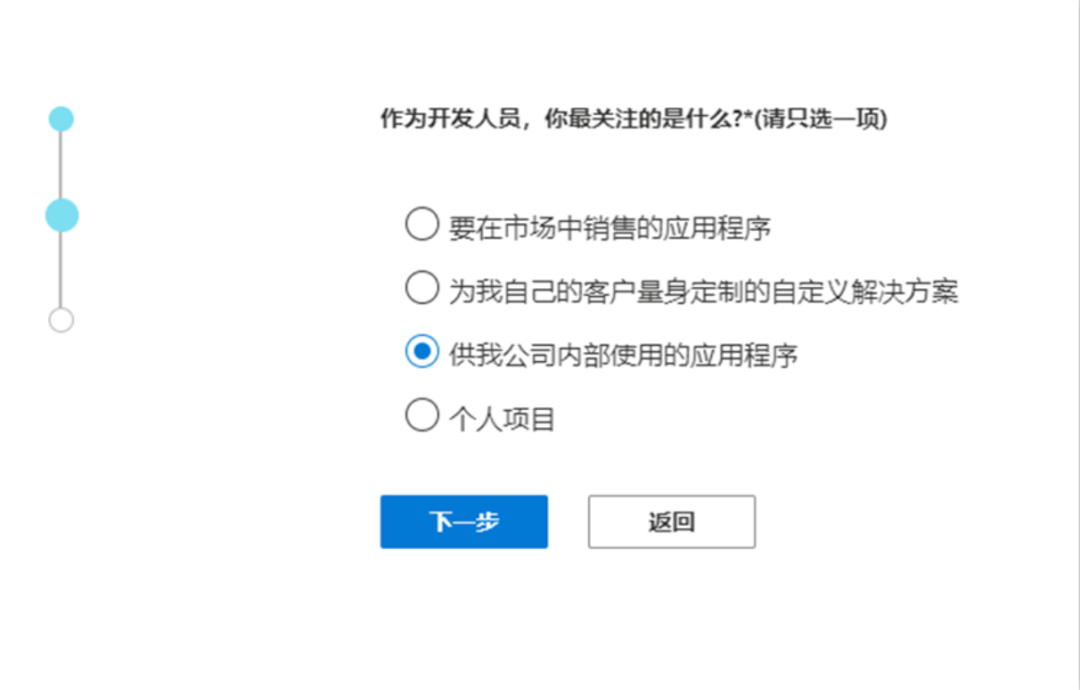 作为开发人员，你最关注的是什么?*(请只选一项)
要在市场中销售的应用程序
为我自己的客户量身定制的自定义解决方案
供我公司内部使用的应用程序
个人项目
下一步 返回